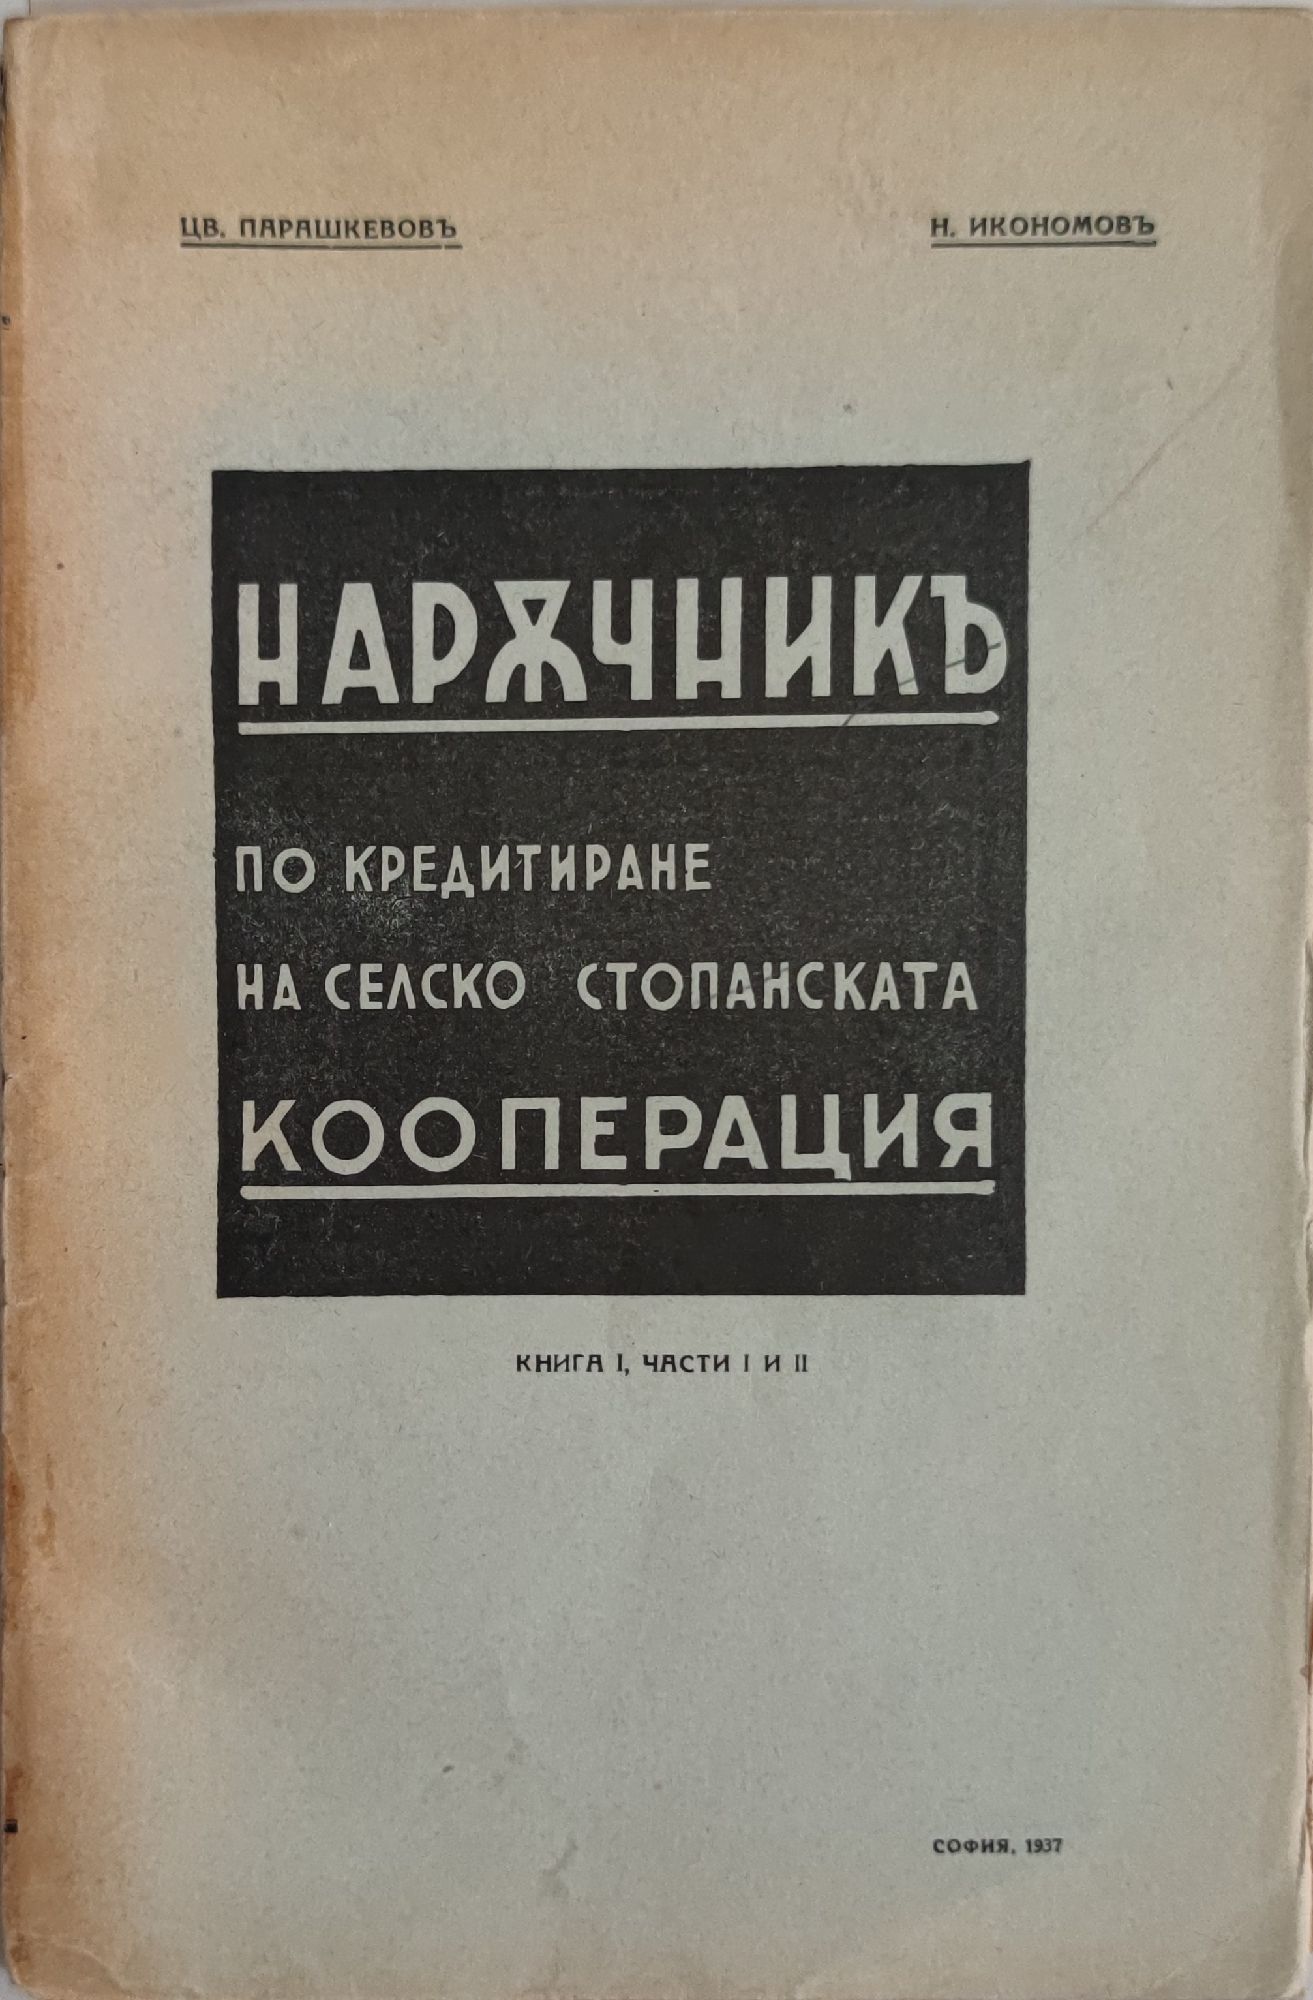 ЦВ. ПАРАШКЕВОВЪ
Н. ИКОНОМОВЪ
НАРѪЧНИКЪ
ПО КРЕДИТИРАНЕ
НА СЕЛСКО СТОПАНСКАТА
КООПЕРАЦИЯ
КНИГА I, ЧАСТИ I И II
СОФИЯ, 1937